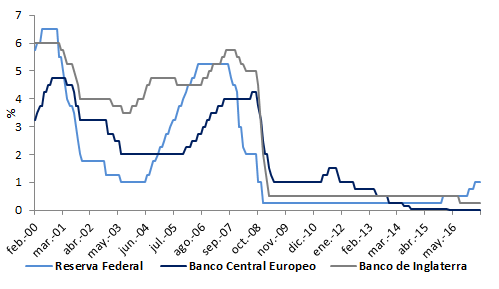 7
6
5
4
3
2
1
0
%
feb.-00
mar.-01
abr.-02
may.-03
jun.-04
jul.-05
ago.-06
sep.-07
oct.-08
nov.-09
dic.-10
ene.-12
feb.-13
mar.-14
abr.-15
may.-16
Reserva Federal
Banco Central Europeo
Banco de Inglaterra